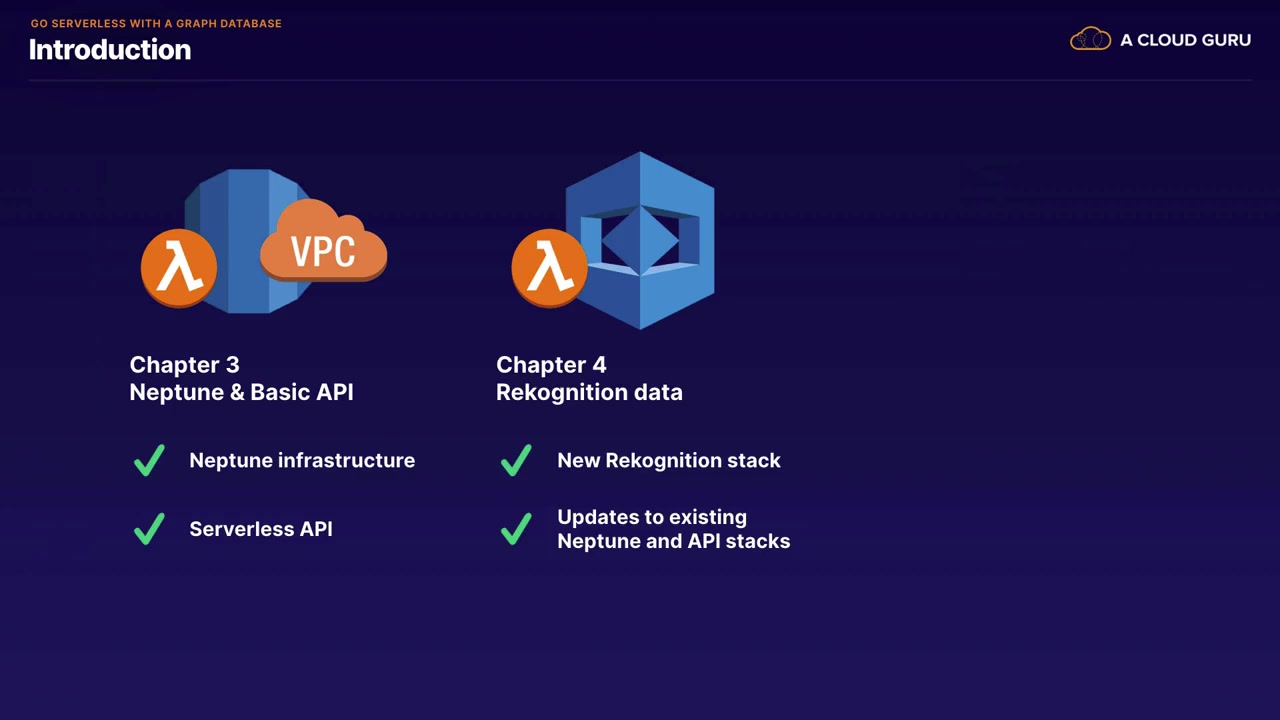 GO SERVERLESS WITH A GRAPH DATABASE
Introduction
A CLOUD GURU
VPC
Chapter 3
Neptune & Basic API
Neptune infrastructure
Serverless API
Chapter 4
Rekognition data
New Rekognition stack
Updates to existing
Neptune and API stacks